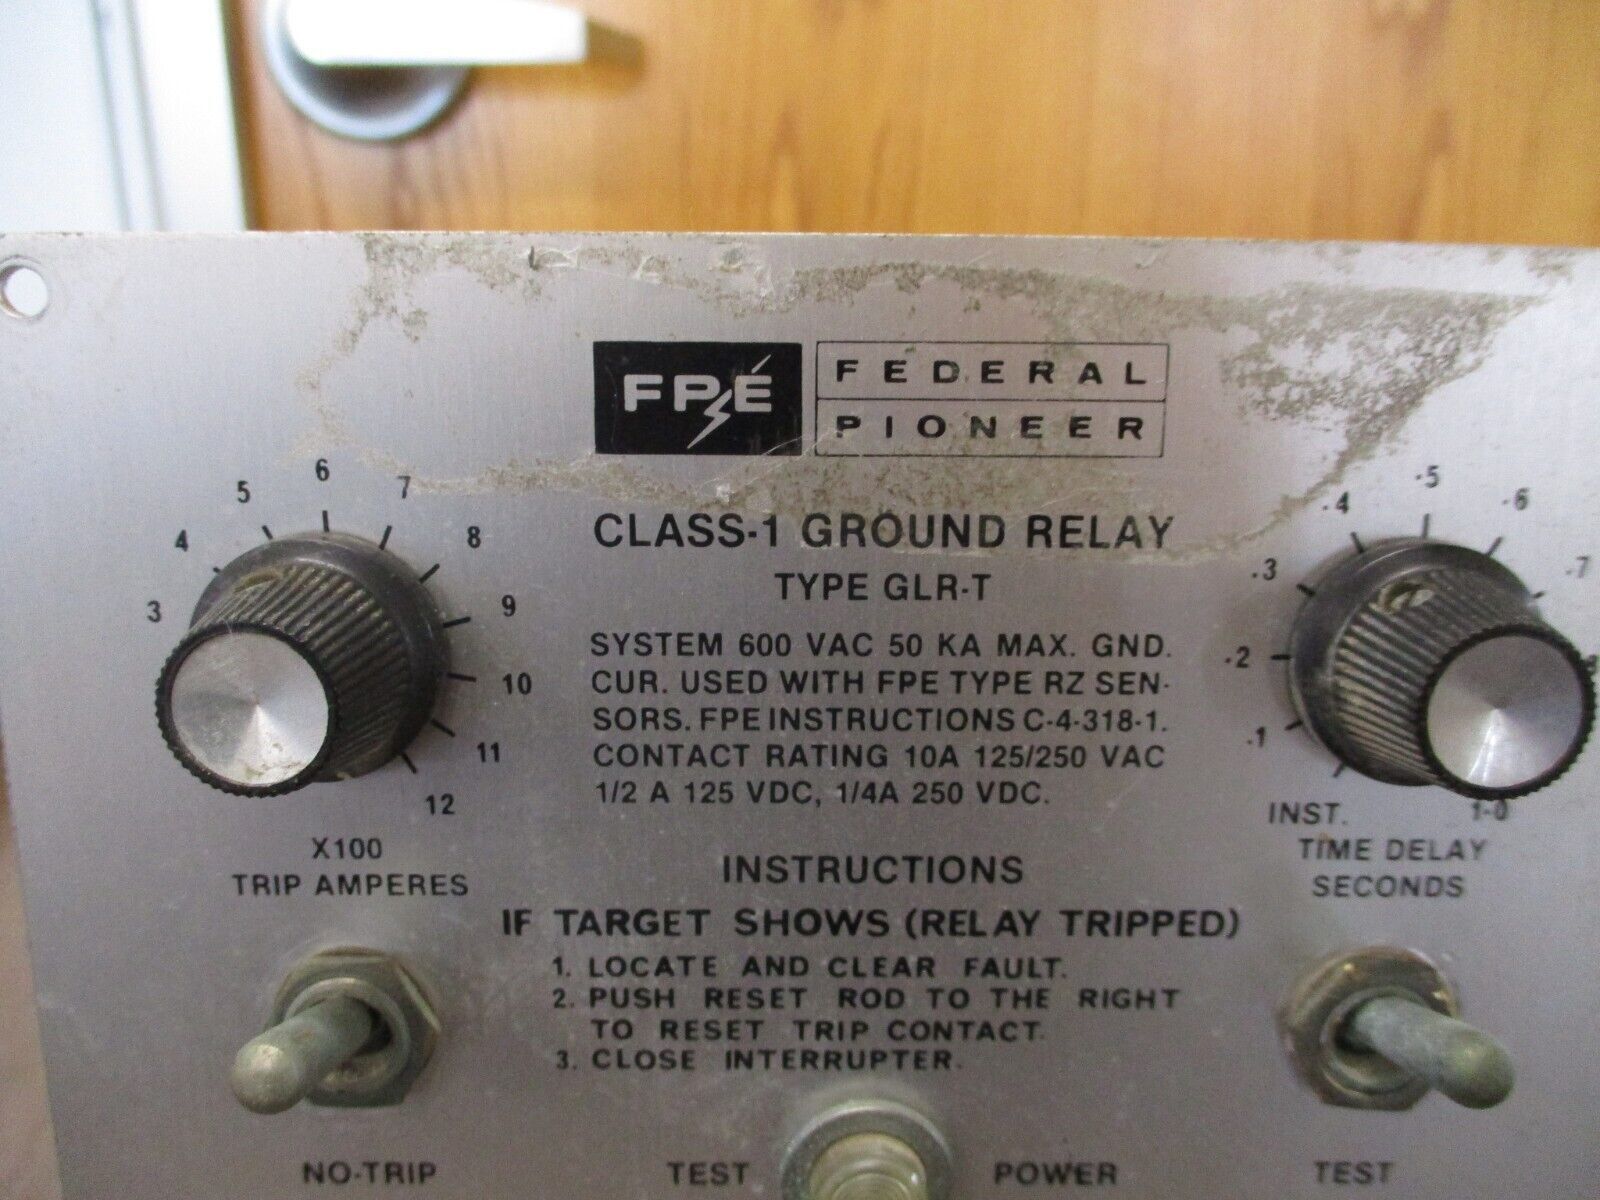 FPÉ
FEDERAL
PIONEER
CLASS-1 GROUND RELAY
TYPE GLR-T
SYSTEM 600 VAC 50 KA MAX. GND.
CUR. USED WITH FPE TYPE RZ SEN-
SORS. FPE INSTRUCTIONS C-4-318-1.
CONTACT RATING 10A 125/250 VAC
1/2 A 125 VDC, 1/4A 250 VDC.
3
4
5
6
7
8
9
10
11
12
X100
TRIP AMPERES
INST.
.1
.2
.3
.4
.5
.6
.7
1-0
TIME DELAY
SECONDS
INSTRUCTIONS
IF TARGET SHOWS (RELAY TRIPPED)
1. LOCATE AND CLEAR FAULT.
2. PUSH RESET ROD TO THE RIGHT
TO RESET TRIP CONTACT.
3. CLOSE INTERRUPTER.
NO-TRIP
TEST
POWER
TEST